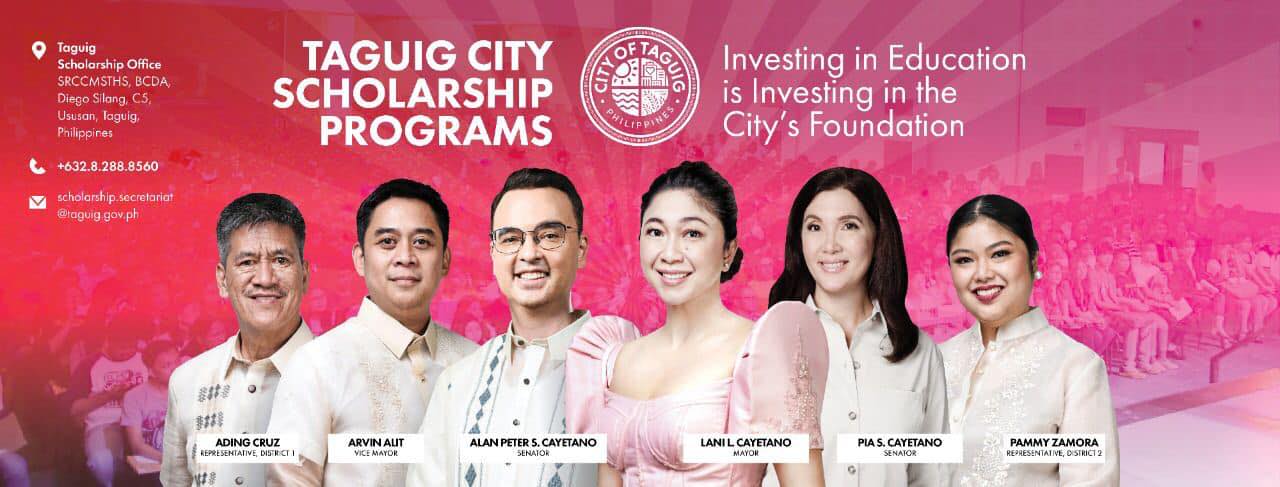 Taguig
Scholarship Office
SRCCMSTHS, BCDA,
Diego Silang, C5,
Ususan, Taguig,
Philippines
+632.8.288.8560
scholarship.secretariat
@taguig.gov.ph
TAGUIG CITY
SCHOLARSHIP
PROGRAMS
CITY OF TAGUIG
PHILIPPINES
Investing in Education
is Investing in the
City’s Foundation
ADING CRUZ
REPRESENTATIVE, DISTRICT 1
ARVIN ALIT
VICE MAYOR
ALAN PETER S. CAYETANO
SENATOR
LANI L. CAYETANO
MAYOR
PIA S. CAYETANO
SENATOR
PAMMY ZAMORA
REPRESENTATIVE, DISTRICT 2